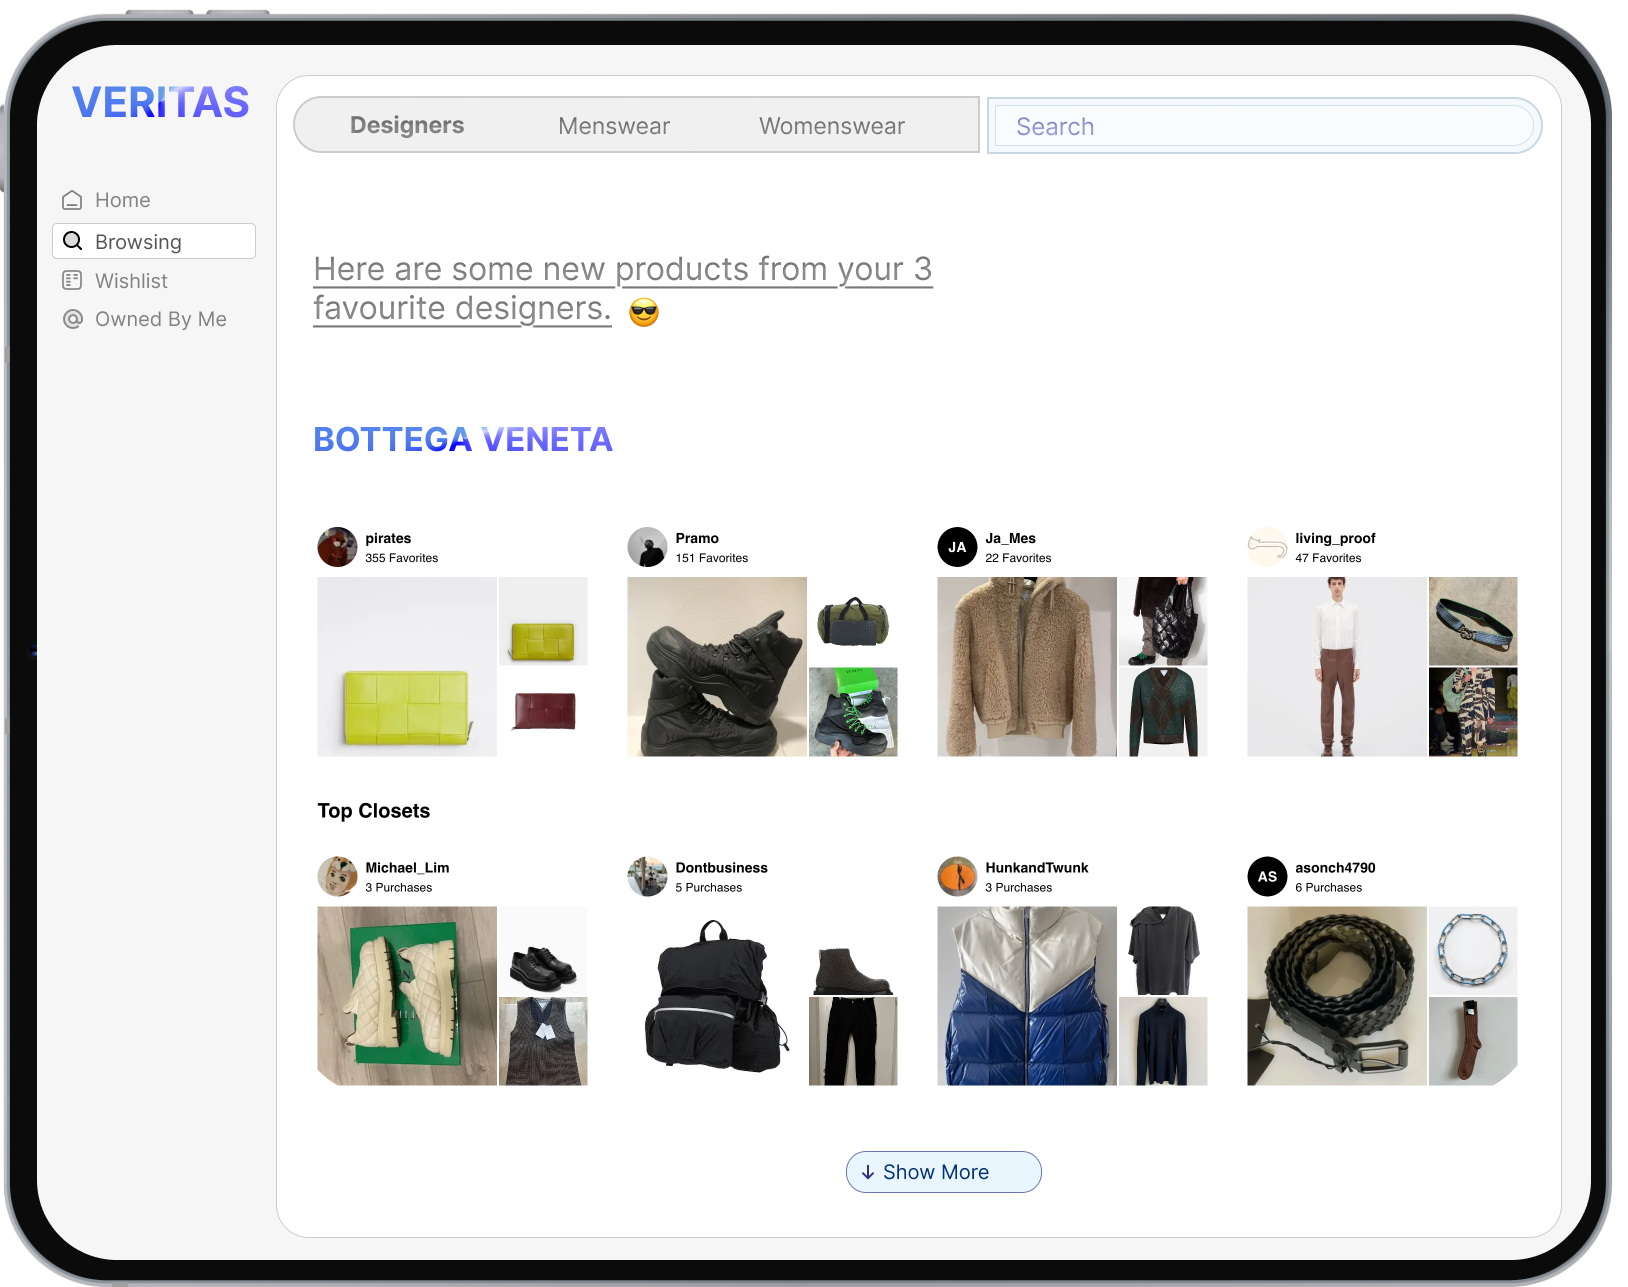 VERITAS
Home
Browsing
Wishlist
Owned By Me
Designers Menswear Womenswear Search
Here are some new products from your 3
favourite designers. 😎
BOTTEGA VENETA
pirates
355 Favorites
Pramo
151 Favorites
JA
Ja_Mes
22 Favorites
living_proof
47 Favorites
Top Closets
Michael_Lim
3 Purchases
Dontbusiness
5 Purchases
HunkandTwunk
3 Purchases
AS
asonch4790
6 Purchases
↓ Show More